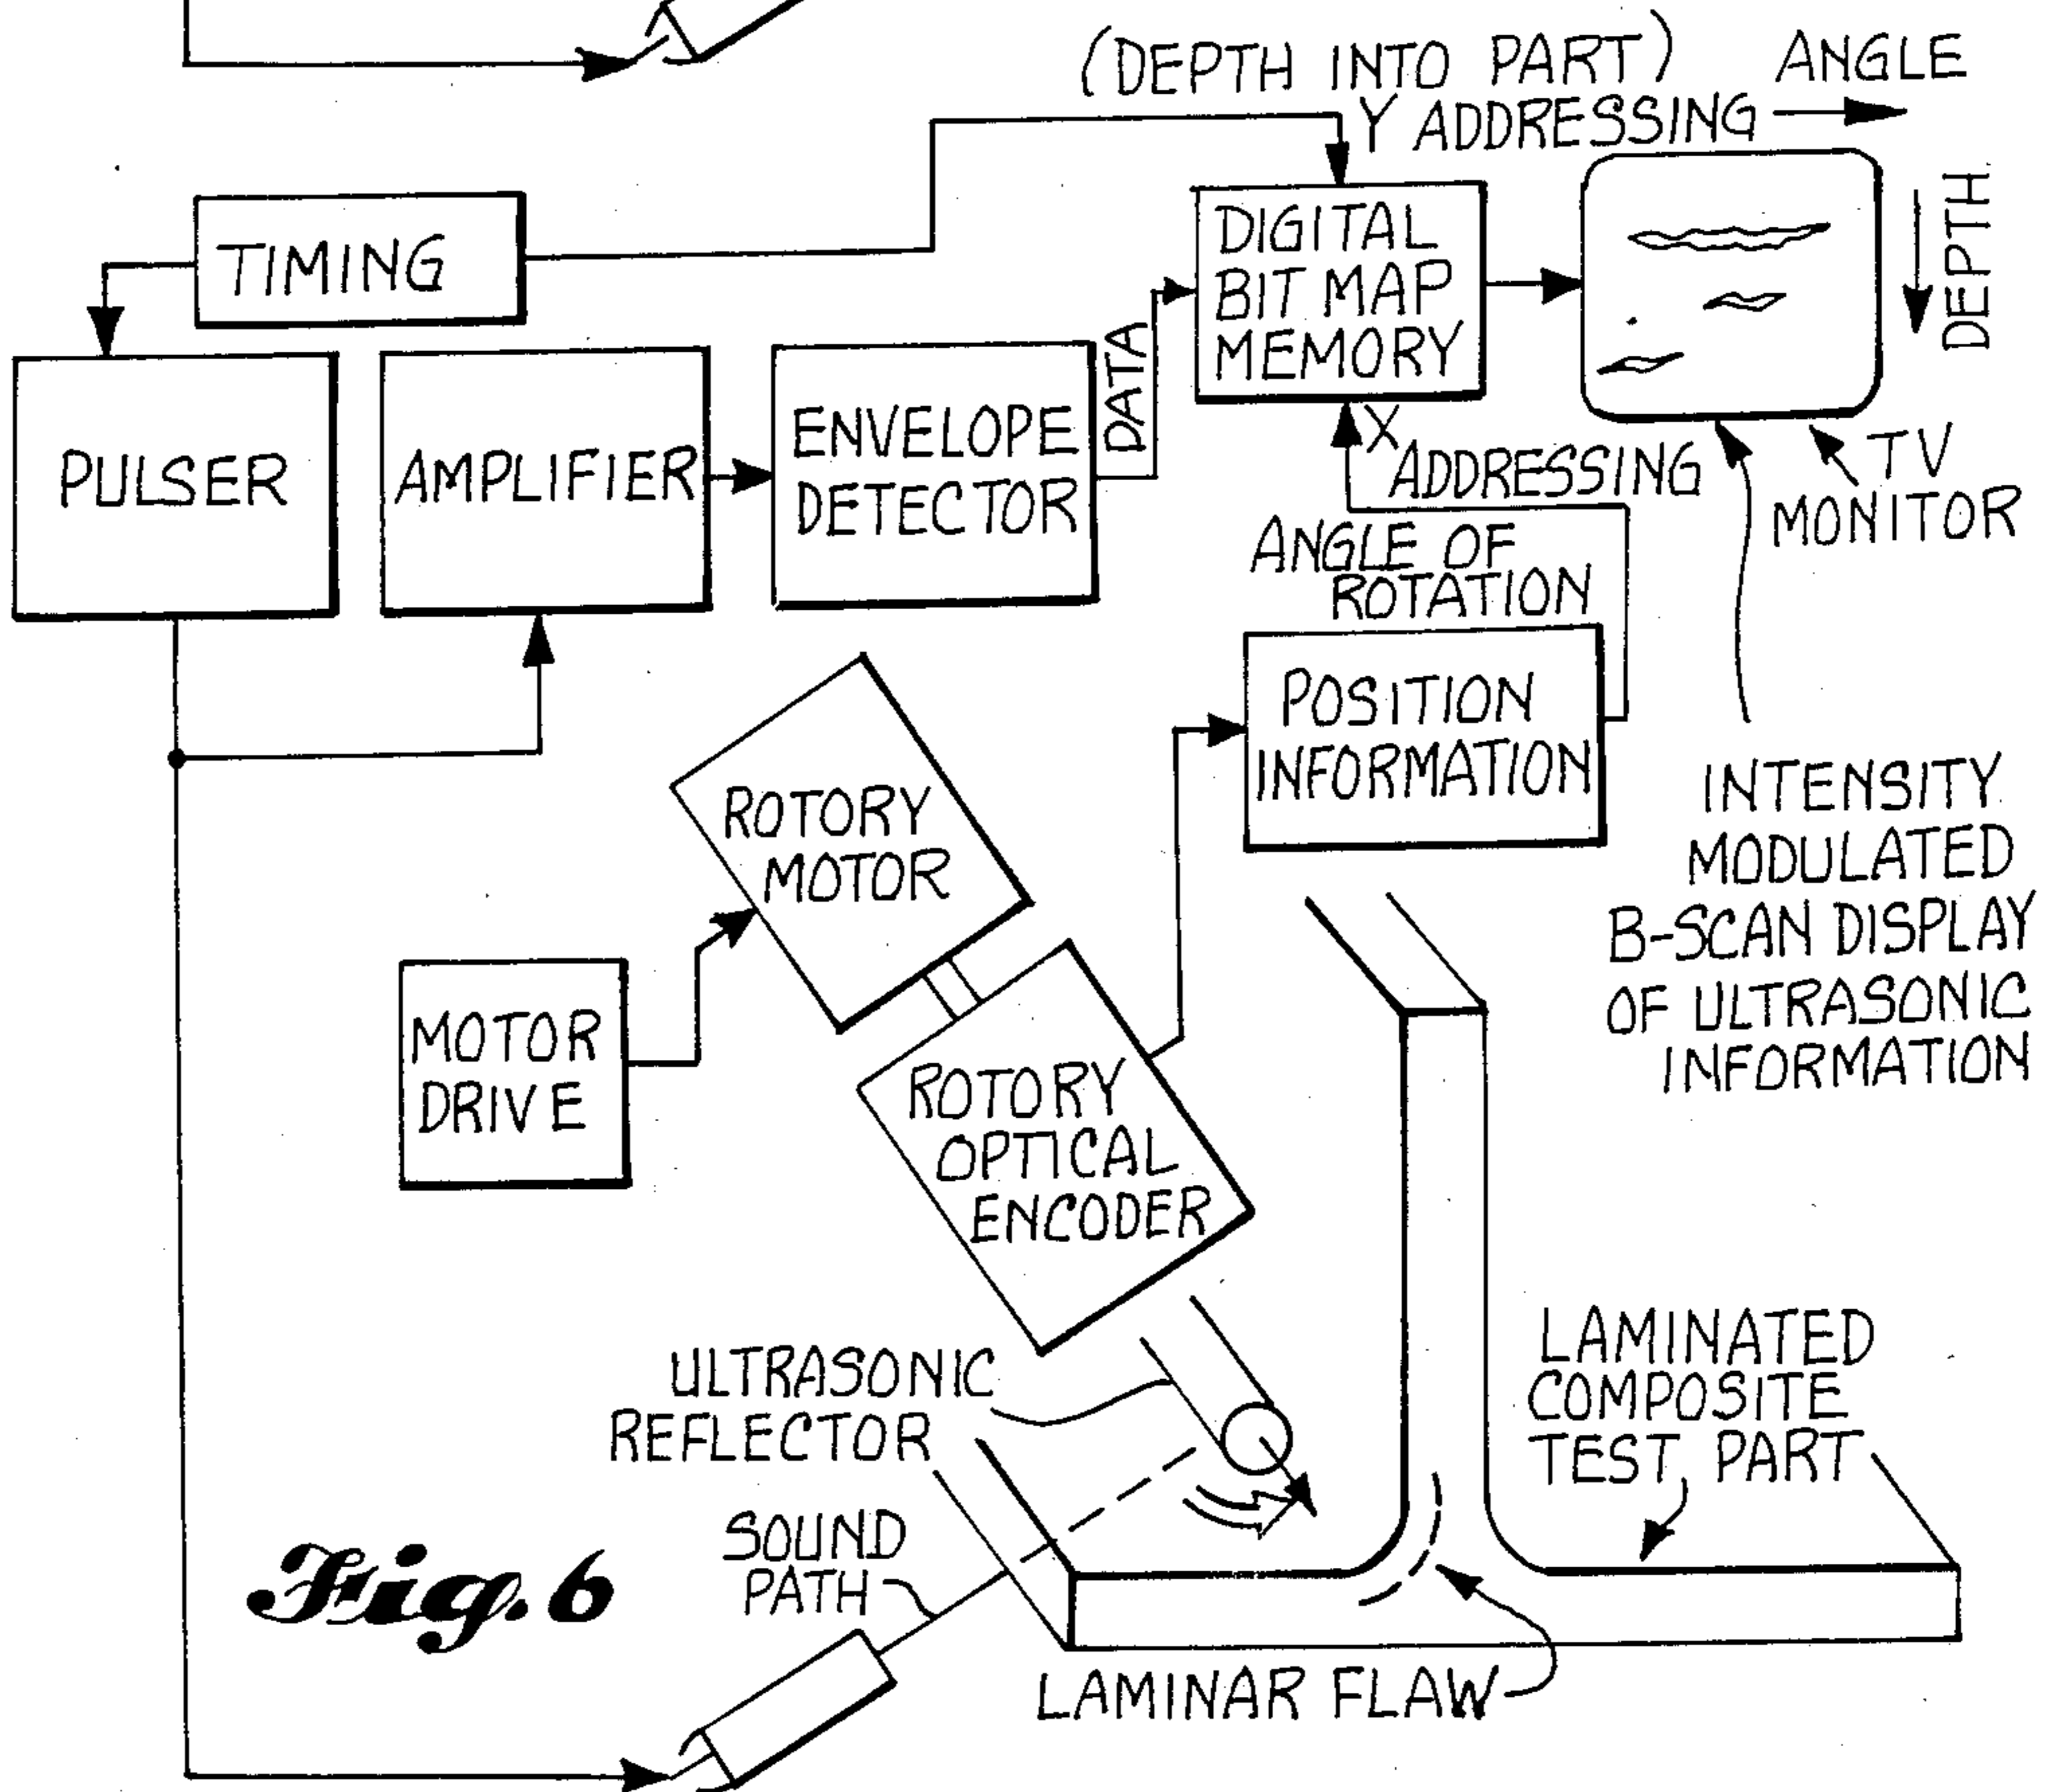 (DEPTH INTO PART)
ANGLE
Y ADDRESSING
DEPTH
TIMING
DIGITAL
BIT MAP
MEMORY
PULSER
AMPLIFIER
ENVELOPE
DETECTOR
DATA
X
ADDRESSING
TV
MONITOR
ANGLE OF
ROTATION
POSITION
INFORMATION
INTENSITY
MODULATED
B-SCAN DISPLAY
OF ULTRASONIC
INFORMATION
ROTORY
MOTOR
MOTOR
DRIVE
ROTORY
OPTICAL
ENCODER
ULTRASONIC
REFLECTOR
LAMINATED
COMPOSITE
TEST PART
SOUND
PATH
Fig. 6
LAMINAR FLAW